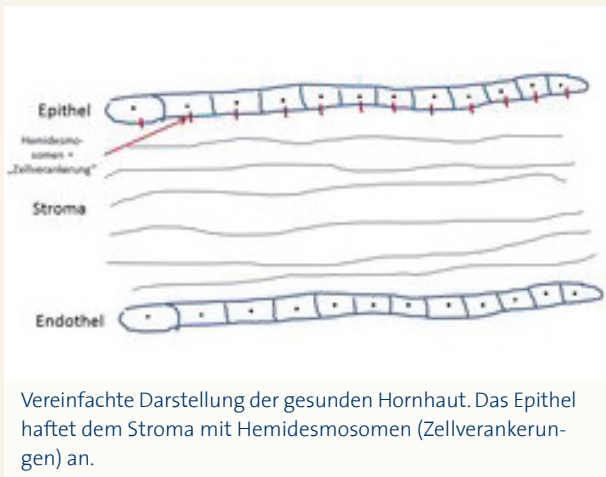 Epithel
Hemidesmo-
somen =
„Zellverankerung"
Stroma
Endothel
Vereinfachte Darstellung der gesunden Hornhaut. Das Epithel
haftet dem Stroma mit Hemidesmosomen (Zellverankerun-
gen) an.